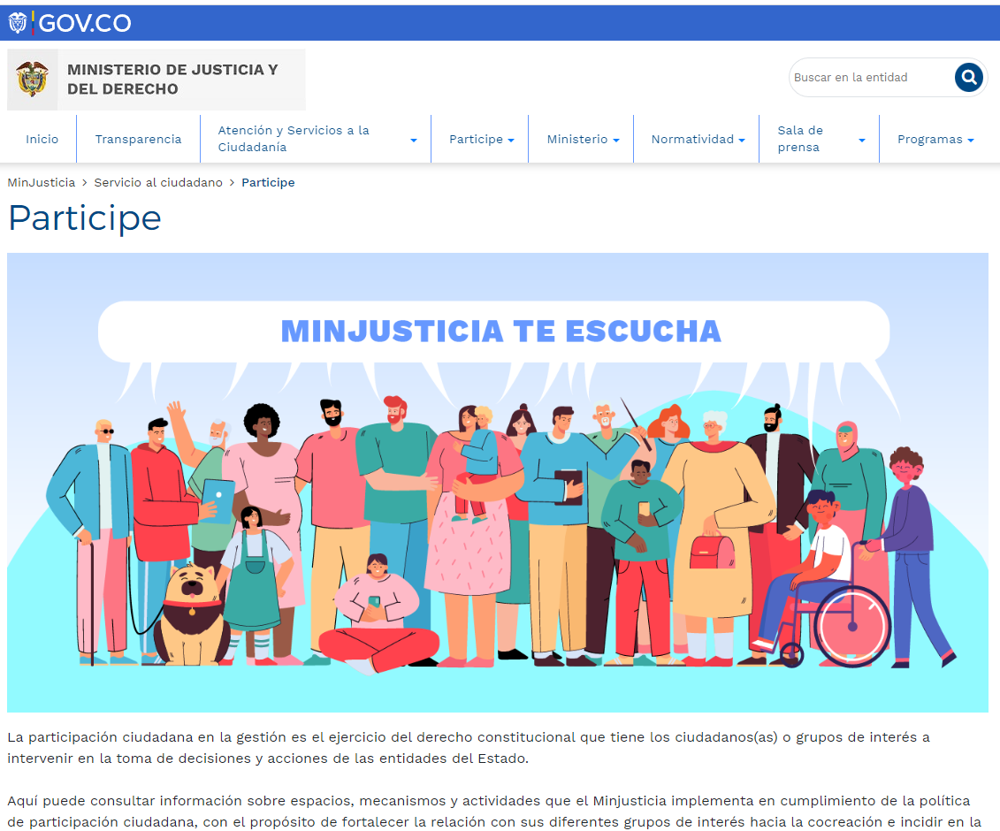 GOV.CO
MINISTERIO DE JUSTICIA Y
DEL DERECHO
Buscar en la entidad
Inicio
Transparencia
Atención y Servicios a la
Ciudadanía
Participe
Ministerio
Normatividad
Sala de
prensa
Programas
MinJusticia > Servicio al ciudadano > Participe
Participe
MINJUSTICIA TE ESCUCHA
La participación ciudadana en la gestión es el ejercicio del derecho constitucional que tiene los ciudadanos(as) o grupos de interés a
intervenir en la toma de decisiones y acciones de las entidades del Estado.
Aquí puede consultar información sobre espacios, mecanismos y actividades que el Minjusticia implementa en cumplimiento de la política
de participación ciudadana, con el propósito de fortalecer la relación con sus diferentes grupos de interés hacia la cocreación e incidir en la